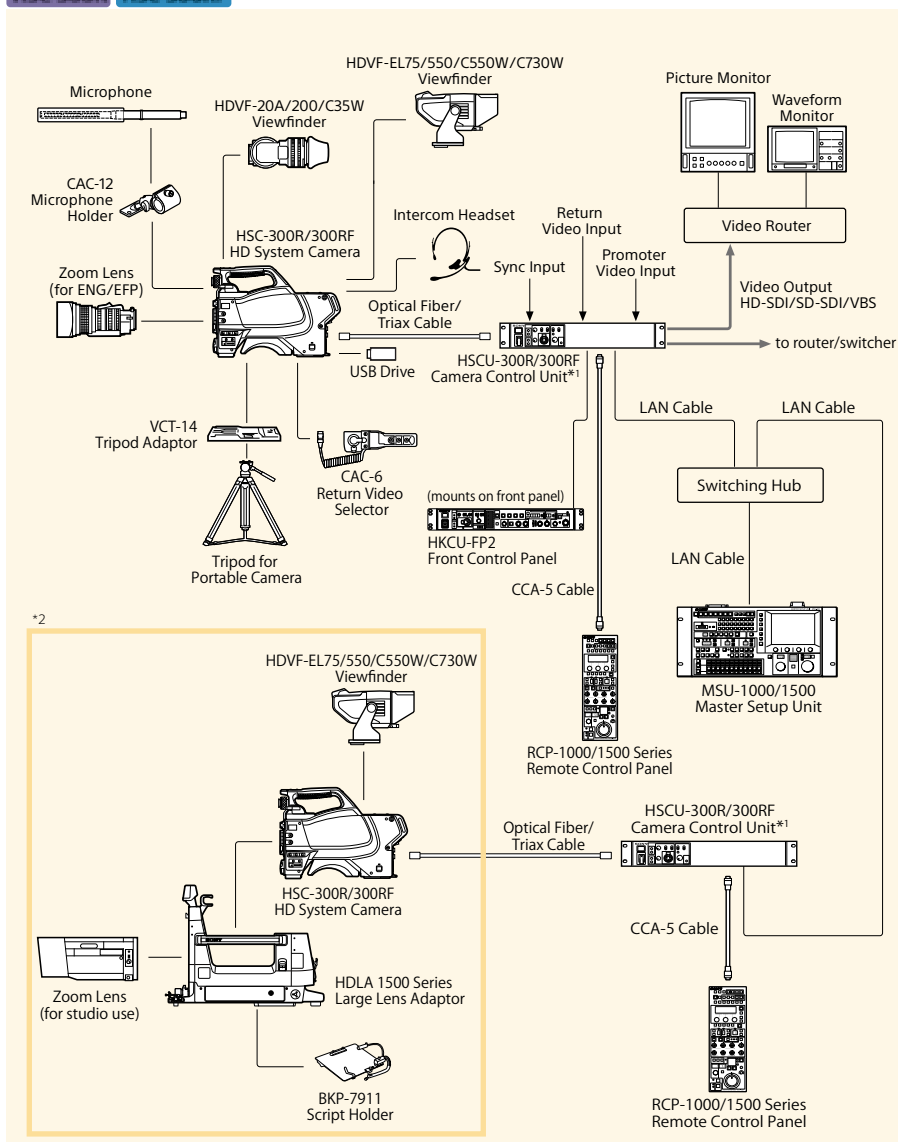 HDVF-EL75/550/C550W/C730W
Viewfinder
Picture Monitor
Microphone
HDVF-20A/200/C35W
Viewfinder
Waveform
Monitor
CAC-12
Microphone
Holder
Intercom Headset
Return
Video Input
Video Router
HSC-300R/300RF
HD System Camera
Sync Input
Promoter
Video Input
Zoom Lens
(for ENG/EFP)
Video Output
HD-SDI/SD-SDI/VBS
Optical Fiber/
Triax Cable
to router/switcher
USB Drive
HSCU-300R/300RF
Camera Control Unit*1
LAN Cable
LAN Cable
VCT-14
Tripod Adaptor
CAC-6
Return Video
Selector
Switching Hub
(mounts on front panel)
HKCU-FP2
Front Control Panel
Tripod for
Portable Camera
LAN Cable
CCA-5 Cable
*2
HDVF-EL75/550/C550W/C730W
Viewfinder
MSU-1000/1500
Master Setup Unit
RCP-1000/1500 Series
Remote Control Panel
HSCU-300R/300RF
Camera Control Unit*1
Optical Fiber/
Triax Cable
HSC-300R/300RF
HD System Camera
CCA-5 Cable
SONY
HDLA 1500 Series
Large Lens Adaptor
Zoom Lens
(for studio use)
BKP-7911
Script Holder
RCP-1000/1500 Series
Remote Control Panel